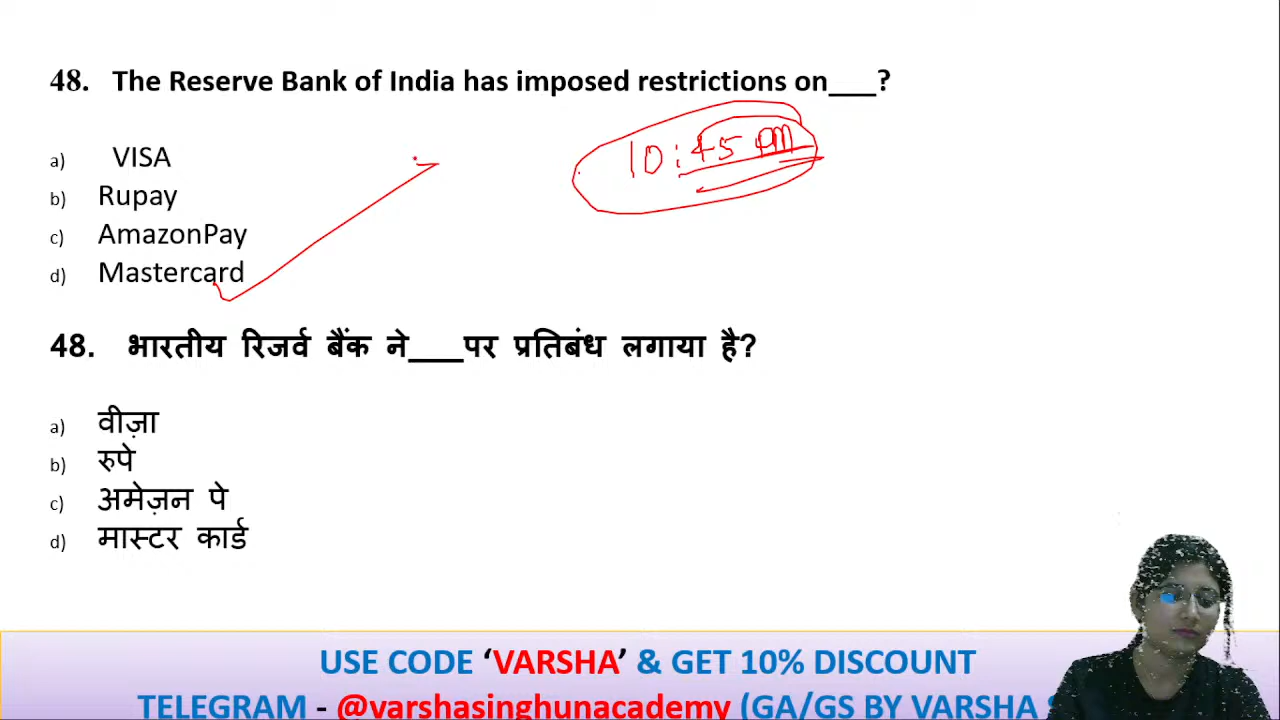 48. The Reserve Bank of India has imposed restrictions on___?
10:45 PM
a) VISA
b) Rupay
c) AmazonPay
d) Mastercard
48. भारतीय रिजर्व बैंक ने___पर प्रतिबंध लगाया है?
a) वीज़ा
b) रुपे
c) अमेज़न पे
d) मास्टर कार्ड
USE CODE ‘VARSHA’ & GET 10% DISCOUNT
TELEGRAM - @varshasinghunacademy (GA/GS BY VARSHA